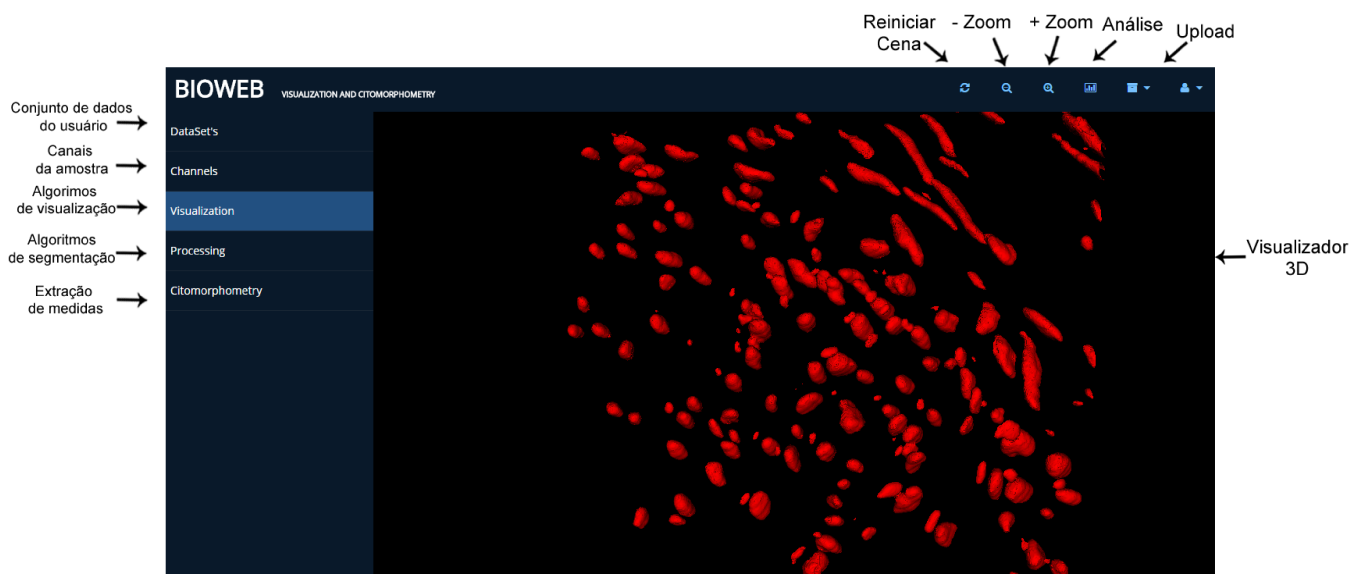 Reiniciar
Cena
- Zoom
+ Zoom
Análise
Upload
BIOWEB
VISUALIZATION AND CITOMORPHOMETRY
Conjunto de dados
do usuário
DataSet's
Canais
da amostra
Channels
Algorimos
de visualização
Visualization
Algoritmos
de segmentação
Processing
Extração
de medidas
Citomorphometry
Visualizador
3D